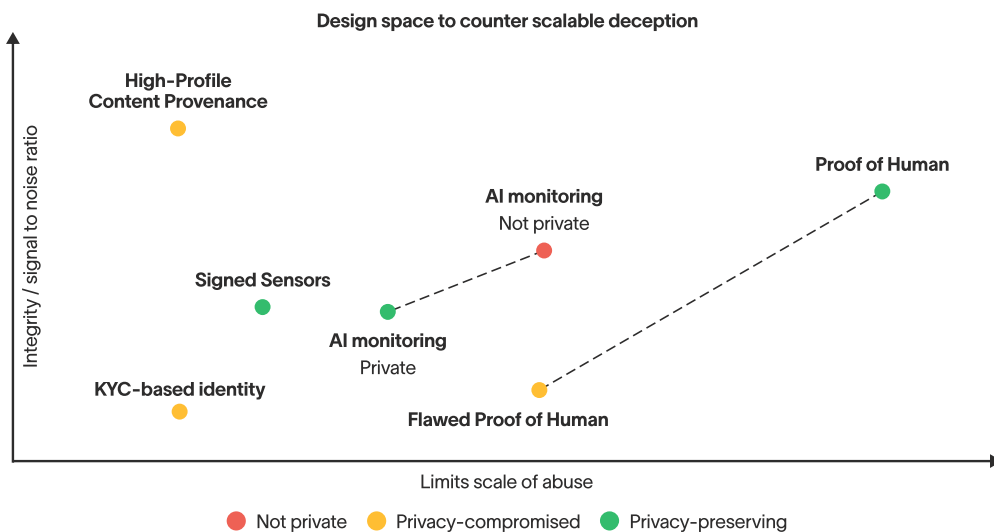 Design space to counter scalable deception
Integrity / signal to noise ratio
High-Profile
Content Provenance
Proof of Human
AI monitoring
Not private
Signed Sensors
AI monitoring
Private
KYC-based identity
Flawed Proof of Human
Limits scale of abuse
Not private
Privacy-compromised
Privacy-preserving